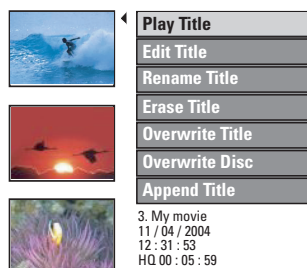 Play Title
Edit Title
Rename Title
Erase Title
Overwrite Title
Overwrite Disc
Append Title
3. My movie
11 / 04 / 2004
12 : 31 : 53
HQ 00 : 05 : 59